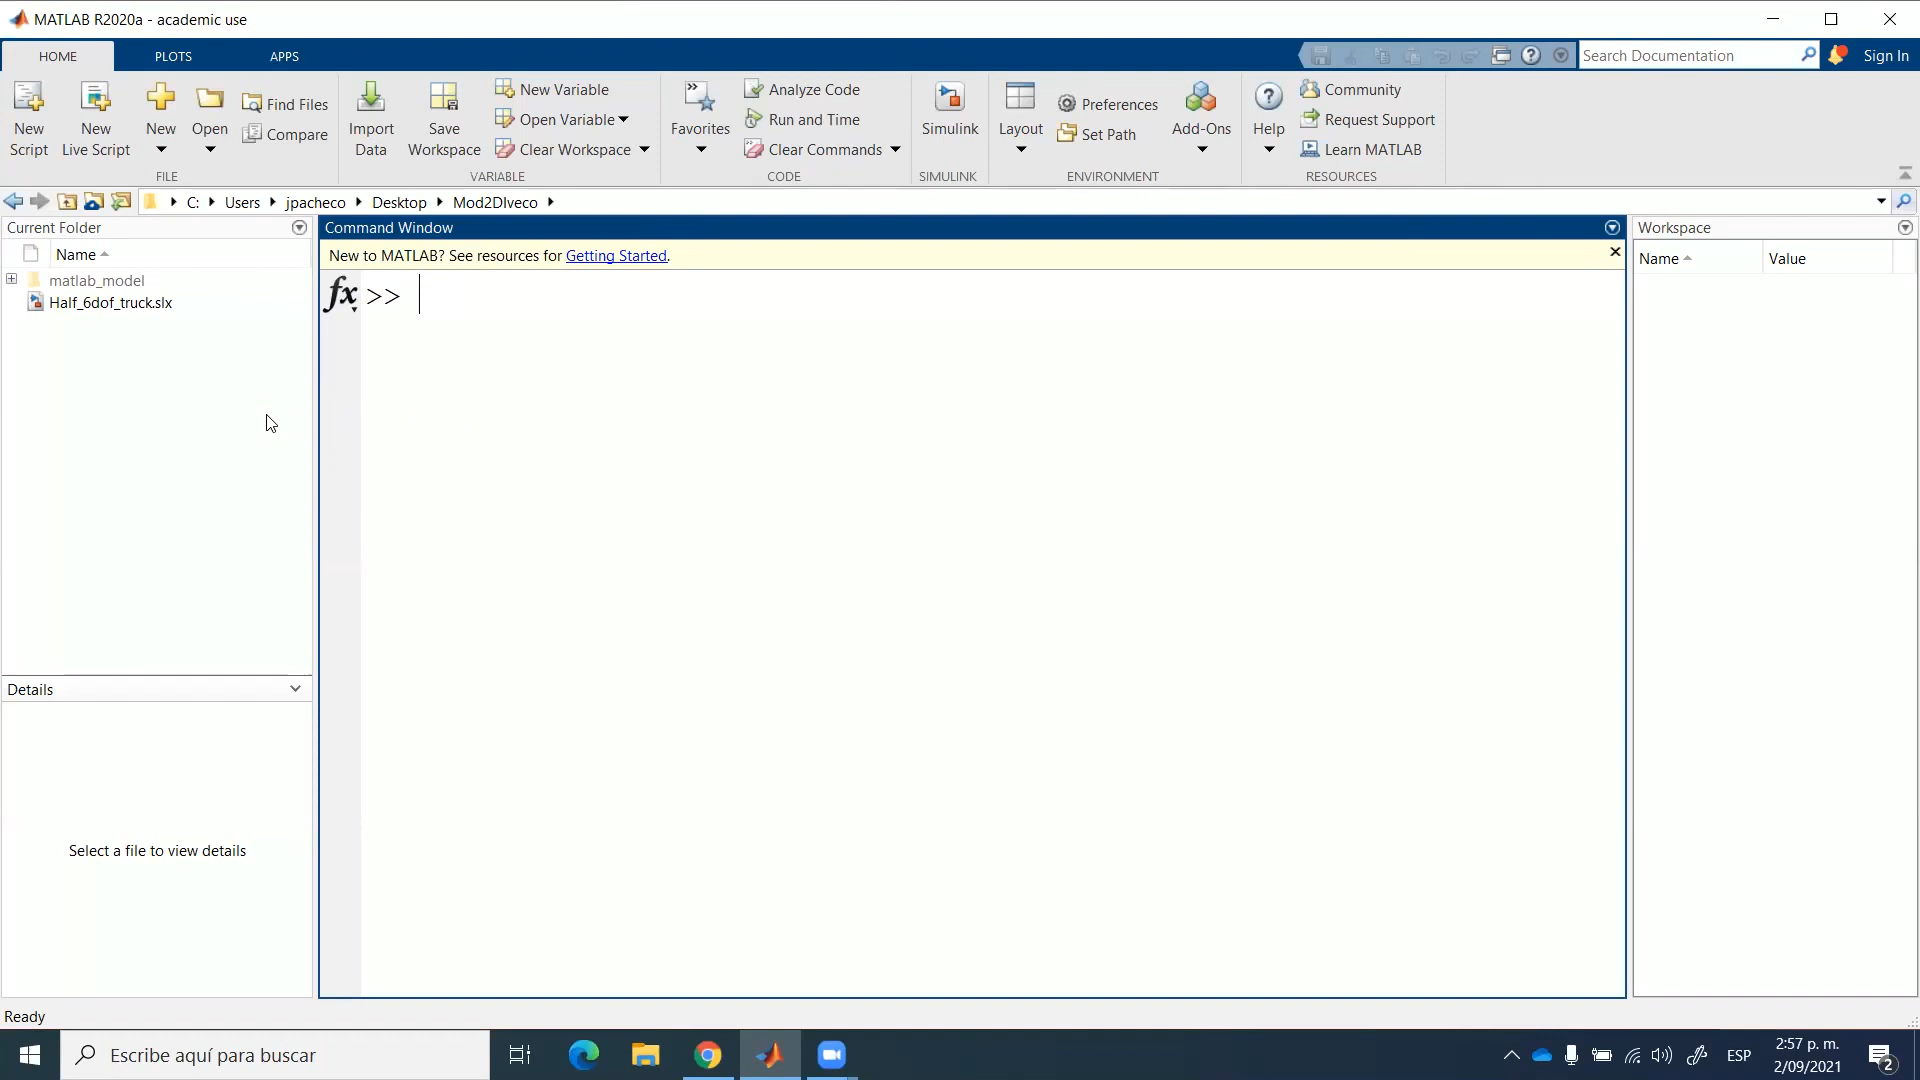 MATLAB R2020a - academic use
HOME PLOTS APPS
Search Documentation Sign In
New Script
New Live Script
New
Open
Find Files
Compare
FILE
Import Data
Save Workspace
New Variable
Open Variable
Clear Workspace
VARIABLE
Favorites
Analyze Code
Run and Time
Clear Commands
CODE
Simulink
SIMULINK
Layout
Preferences
Set Path
Add-Ons
ENVIRONMENT
Help
Community
Request Support
Learn MATLAB
RESOURCES
C: Users jpacheco Desktop Mod2DIveco
Current Folder
Name
matlab_model
Half_6dof_truck.slx
Details
Select a file to view details
Command Window
New to MATLAB? See resources for Getting Started.
fx >>
Workspace
Name Value
Ready
Escribe aquí para buscar
ESP
2:57 p. m.
2/09/2021
2